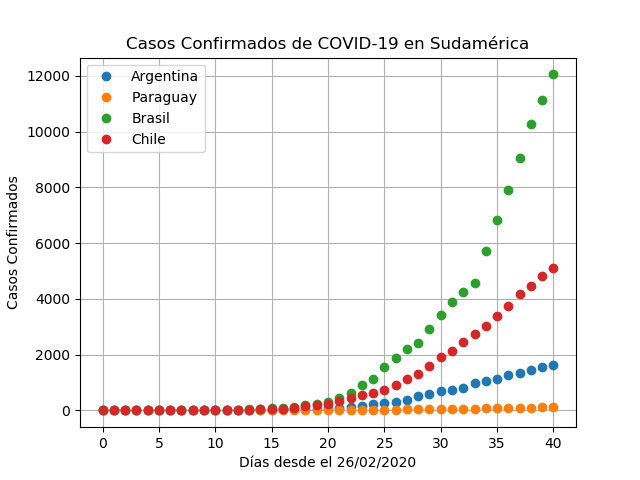 Casos Confirmados de COVID-19 en Sudamérica
Argentina
Paraguay
Brasil
Chile
Casos Confirmados
12000
10000
8000
6000
4000
2000
0
0 5 10 15 20 25 30 35 40
Días desde el 26/02/2020